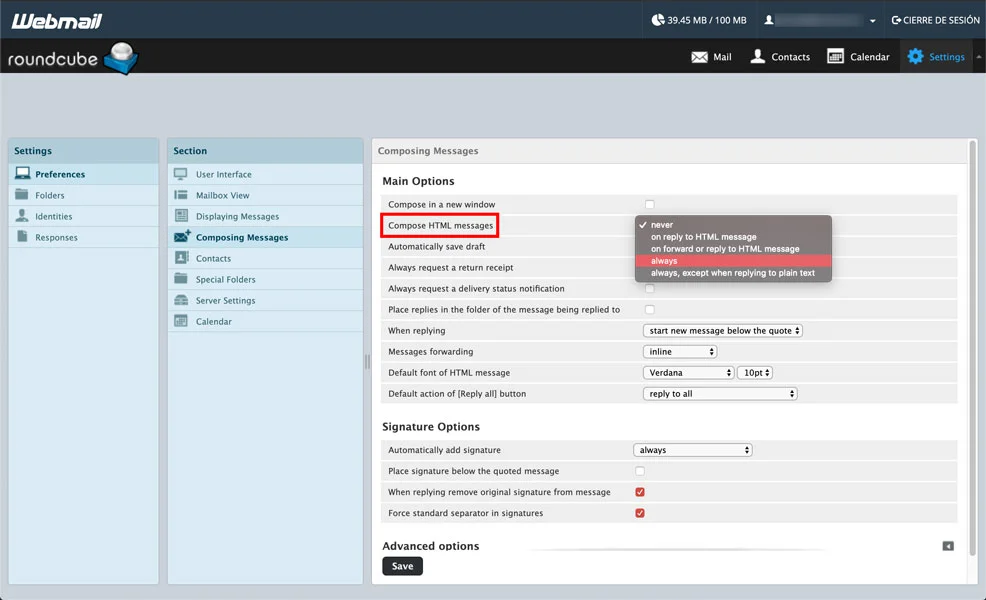 Webmail
39.45 MB / 100 MB
CIERRE DE SESIÓN
roundcube
Mail
Contacts
Calendar
Settings
Settings
Preferences
Folders
Identities
Responses
Section
User Interface
Mailbox View
Displaying Messages
Composing Messages
Contacts
Special Folders
Server Settings
Calendar
Composing Messages
Main Options
Compose in a new window
Compose HTML messages
never
on reply to HTML message
on forward or reply to HTML message
always
always, except when replying to plain text
Automatically save draft
Always request a return receipt
Always request a delivery status notification
Place replies in the folder of the message being replied to
When replying start new message below the quote
Messages forwarding inline
Default font of HTML message Verdana 10pt
Default action of [Reply all] button reply to all
Signature Options
Automatically add signature always
Place signature below the quoted message
When replying remove original signature from message
Force standard separator in signatures
Advanced options
Save